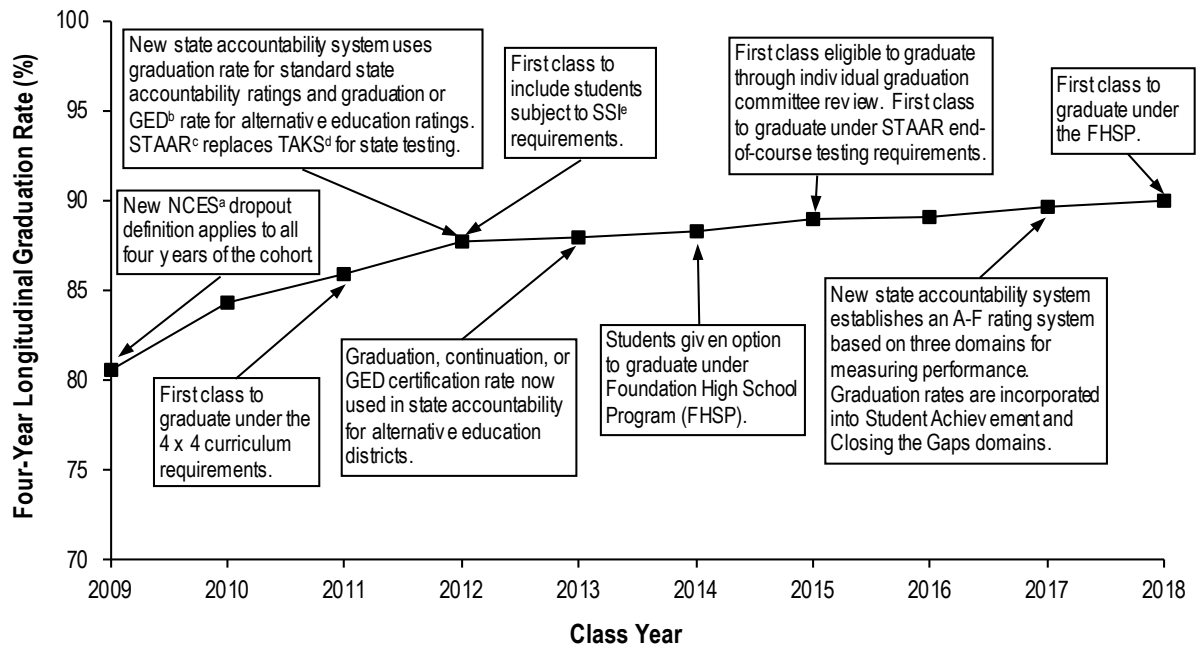 Four-Year Longitudinal Graduation Rate (%)
100
95
90
85
80
75
70
New state accountability system uses
graduation rate for standard state
accountability ratings and graduation or
GEDᵇ rate for alternative education ratings.
STAARᶜ replaces TAKSᵈ for state testing.
First class to
include students
subject to SSIᵉ
requirements.
First class eligible to graduate
through individual graduation
committee review. First class
to graduate under STAAR end-
of-course testing requirements.
First class to
graduate under
the FHSP.
New NCESᵃ dropout
definition applies to all
four years of the cohort
First class to
graduate under the
4 x 4 curriculum
requirements.
Graduation, continuation, or
GED certification rate now
used in state accountability
for alternative education
districts.
Students given option
to graduate under
Foundation High School
Program (FHSP).
New state accountability system
establishes an A-F rating system
based on three domains for
measuring performance.
Graduation rates are incorporated
into Student Achievement and
Closing the Gaps domains.
2009 2010 2011 2012 2013 2014 2015 2016 2017 2018
Class Year